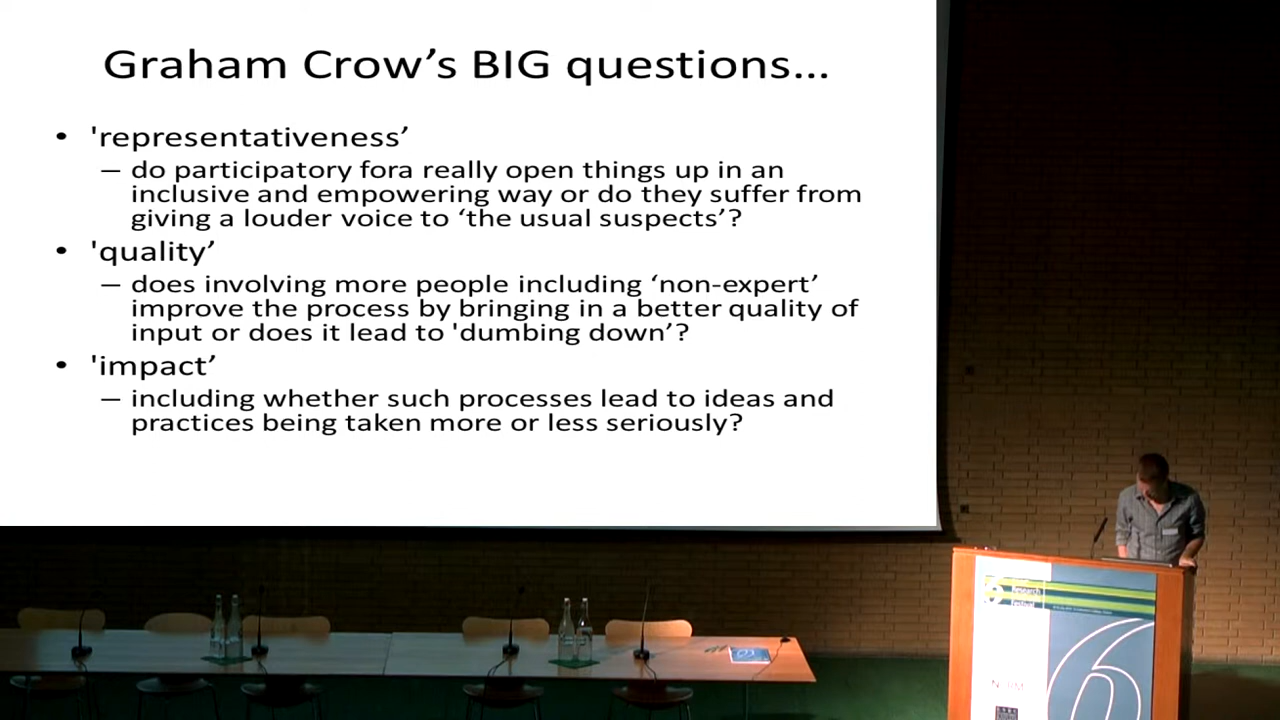 Graham Crow’s BIG questions…
• 'representativeness’
– do participatory fora really open things up in an
inclusive and empowering way or do they suffer from
giving a louder voice to ‘the usual suspects’?
• 'quality’
– does involving more people including ‘non-expert’
improve the process by bringing in a better quality of
input or does it lead to 'dumbing down’?
• 'impact’
– including whether such processes lead to ideas and
practices being taken more or less seriously?
Research
Festival
6